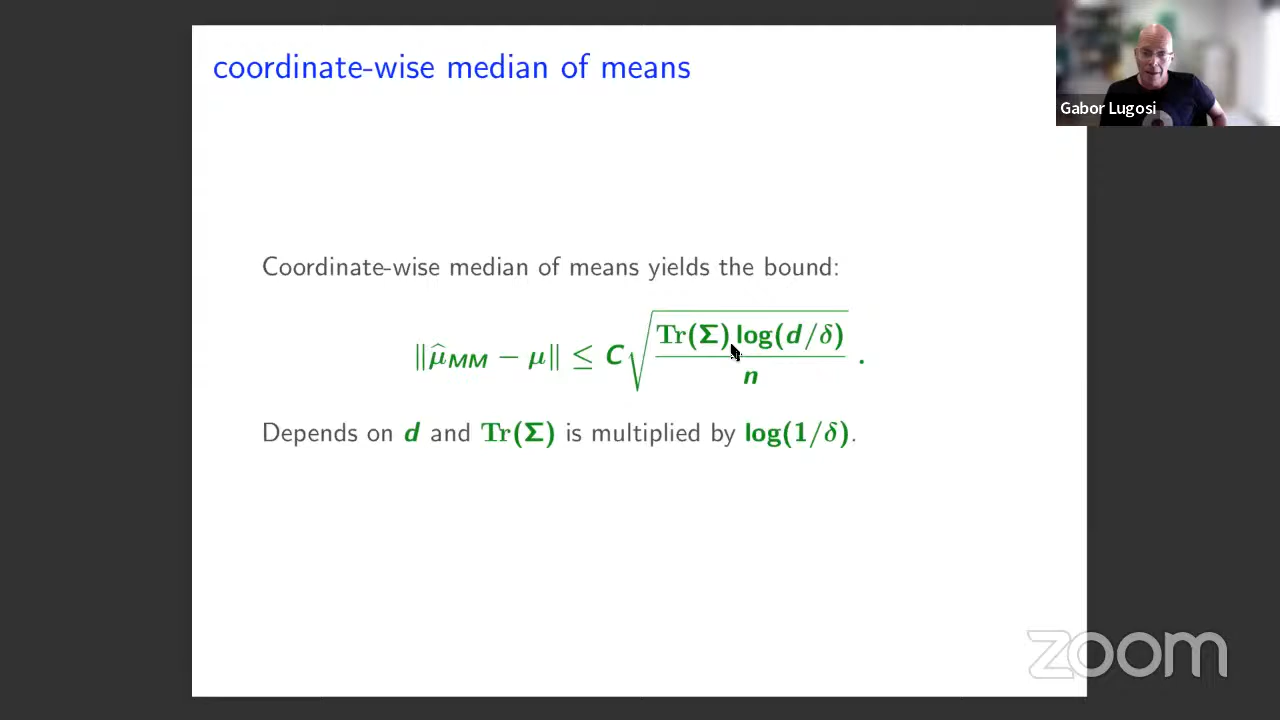 coordinate-wise median of means
Gabor Lugosi
Coordinate-wise median of means yields the bound:
‖μ̂_MM − μ‖ ≤ C√(Tr(Σ) log(d/δ) / n) .
Depends on d and Tr(Σ) is multiplied by log(1/δ).
zoom